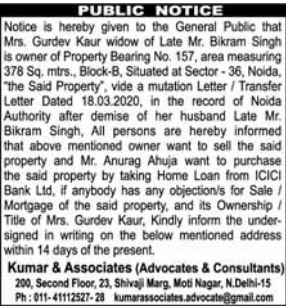 PUBLIC NOTICE
Notice is hereby given to the General Public that
Mrs. Gurdev Kaur widow of Late Mr. Bikram Singh
is owner of Property Bearing No. 157, area measuring
378 Sq. mtrs., Block-B, Situated at Sector - 36, Noida,
"the Said Property", vide a mutation Letter / Transfer
Letter Dated 18.03.2020, in the record of Noida
Authority after demise of her husband Late Mr.
Bikram Singh, All persons are hereby informed
that above mentioned owner want to sell the said
property and Mr. Anurag Ahuja want to purchase
the said property by taking Home Loan from ICICI
Bank Ltd, if anybody has any objection/s for Sale /
Mortgage of the said property, and its Ownership /
Title of Mrs. Gurdev Kaur, Kindly inform the under-
signed in writing on the below mentioned address
within 14 days of the present.
Kumar & Associates (Advocates & Consultants)
200, Second Floor, 23, Shivaji Marg, Moti Nagar, N.Delhi-15
Ph : 011- 41112527- 28 kumarassociates.advocate@gmail.com